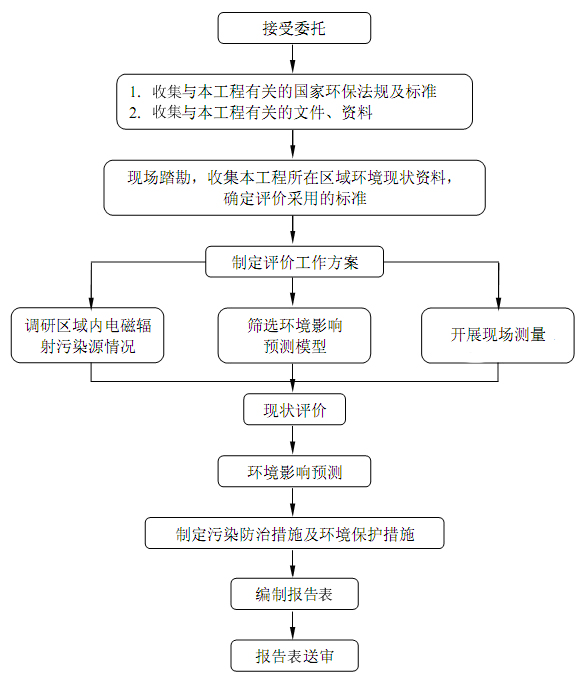 接受委托
1. 收集与本工程有关的国家环保法规及标准
2. 收集与本工程有关的文件、资料
现场踏勘，收集本工程所在区域环境现状资料，
确定评价采用的标准
制定评价工作方案
调研区域内电磁辐
射污染源情况
筛选环境影响
预测模型
开展现场测量
现状评价
环境影响预测
制定污染防治措施及环境保护措施
编制报告表
报告表送审